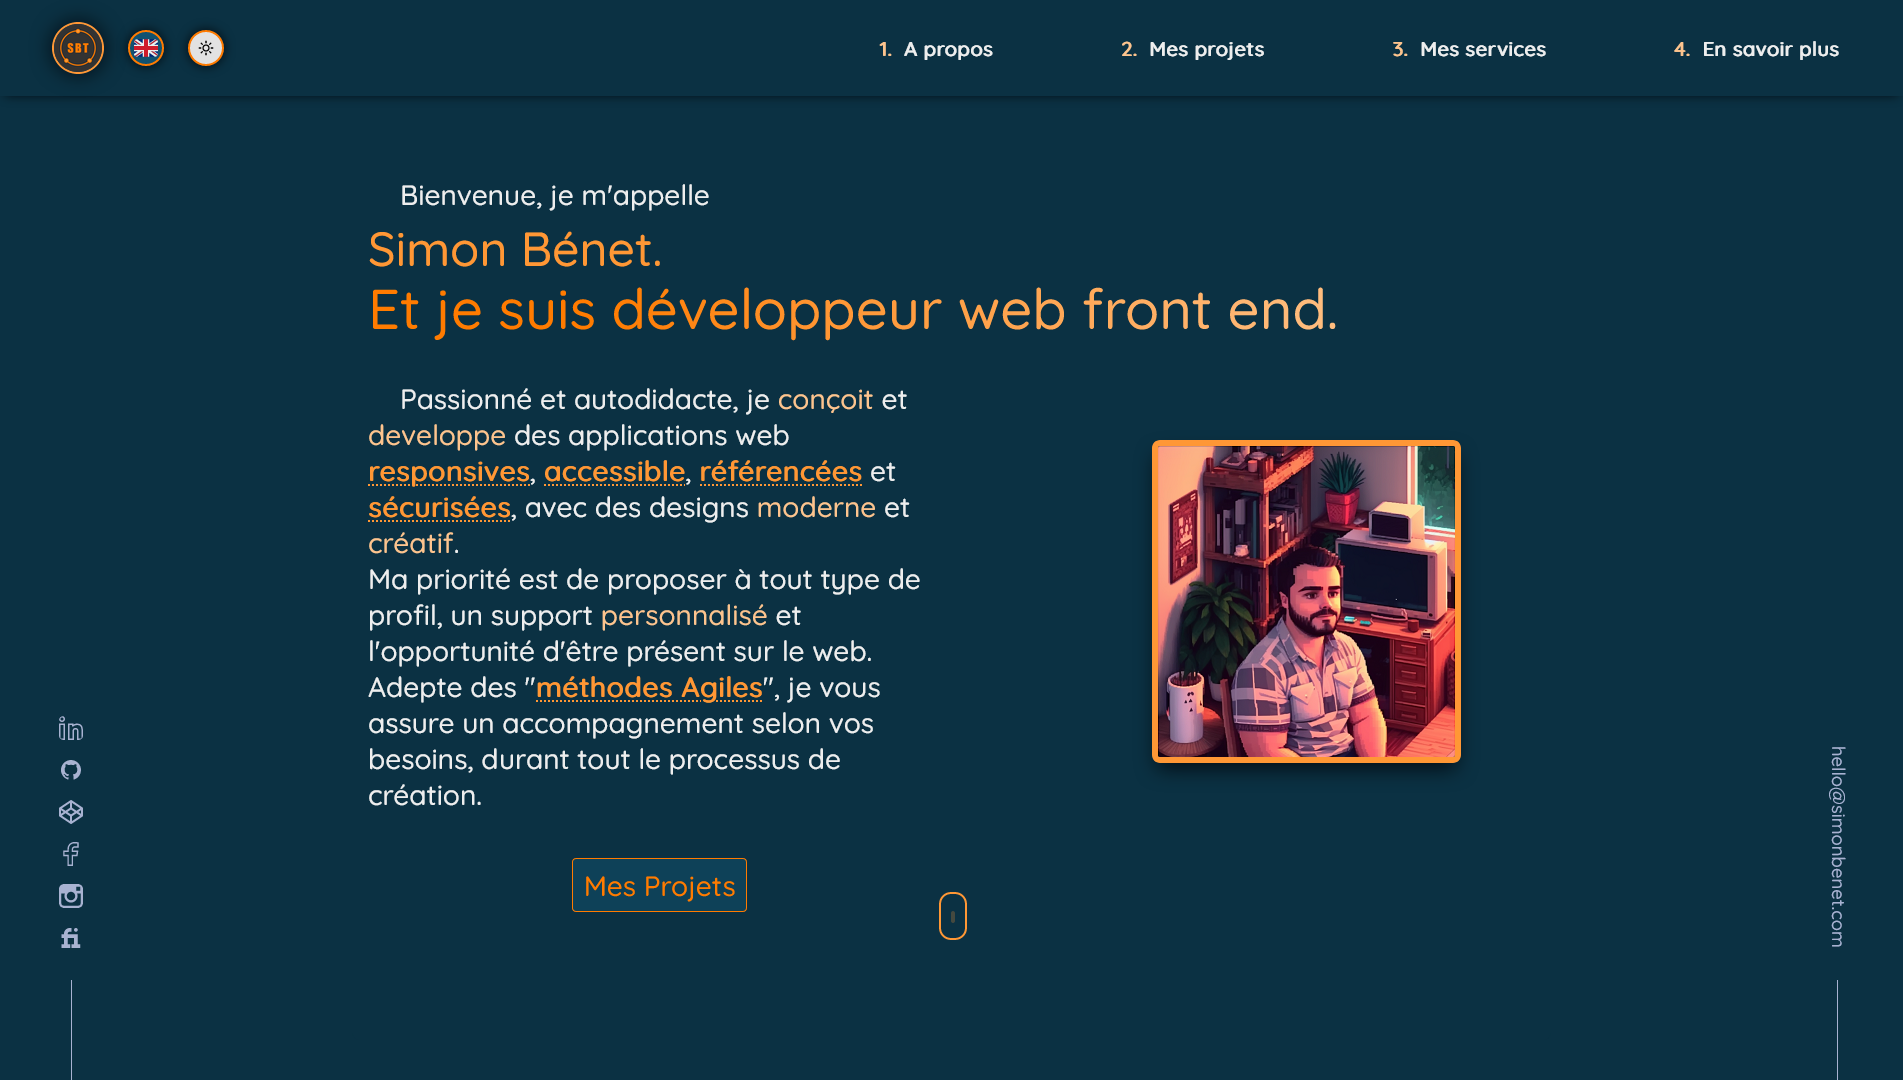 SBT
1. A propos
2. Mes projets
3. Mes services
4. En savoir plus
Bienvenue, je m'appelle
Simon Bénet.
Et je suis développeur web front end.
Passionné et autodidacte, je conçoit et
developpe des applications web
responsives, accessible, référencées et
sécurisées, avec des designs moderne et
créatif.
Ma priorité est de proposer à tout type de
profil, un support personnalisé et
l'opportunité d'être présent sur le web.
Adepte des "méthodes Agiles", je vous
assure un accompagnement selon vos
besoins, durant tout le processus de
création.
Mes Projets
hello@simonbenet.com